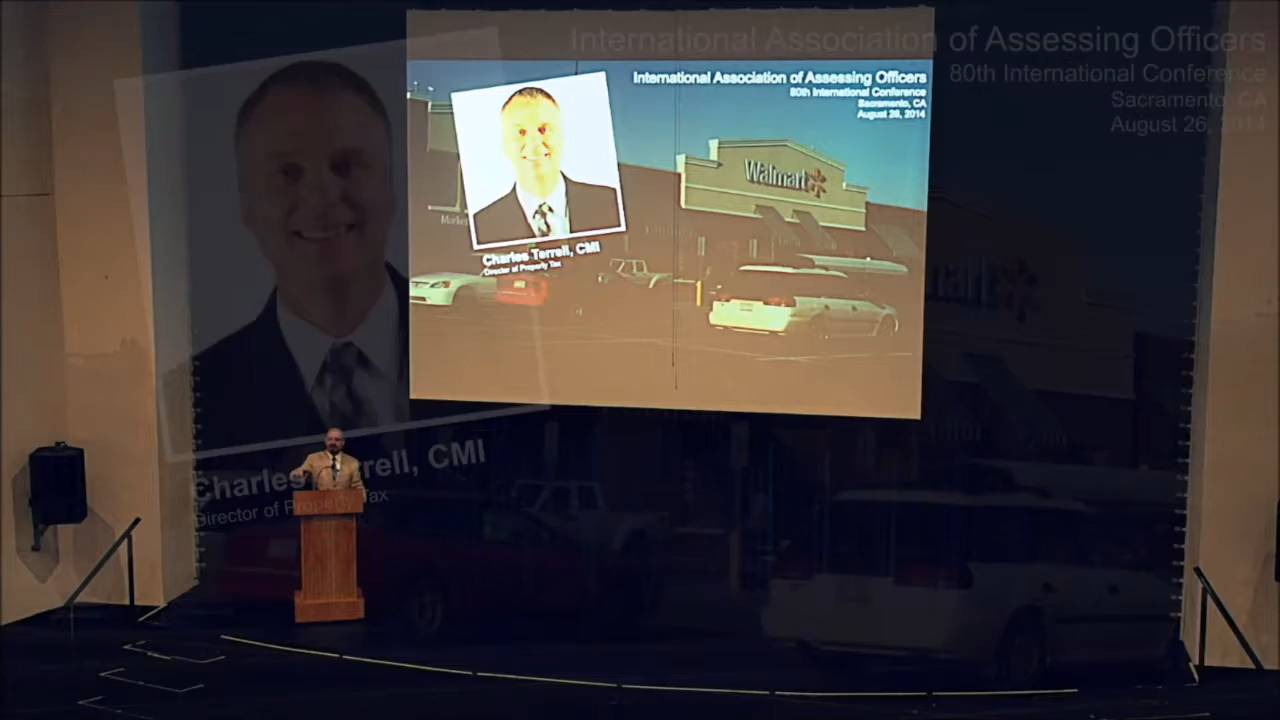 International Association of Assessing Officers
80th International Conference
Sacramento, CA
August 26, 2014
International Association of Assessing Officers
80th International Conference
Sacramento, CA
August 26, 2014
Walmart
Market
Charles Terrell, CMI
Director of Property Tax
mart
Charles Terrell, CMI
Director of Property Tax